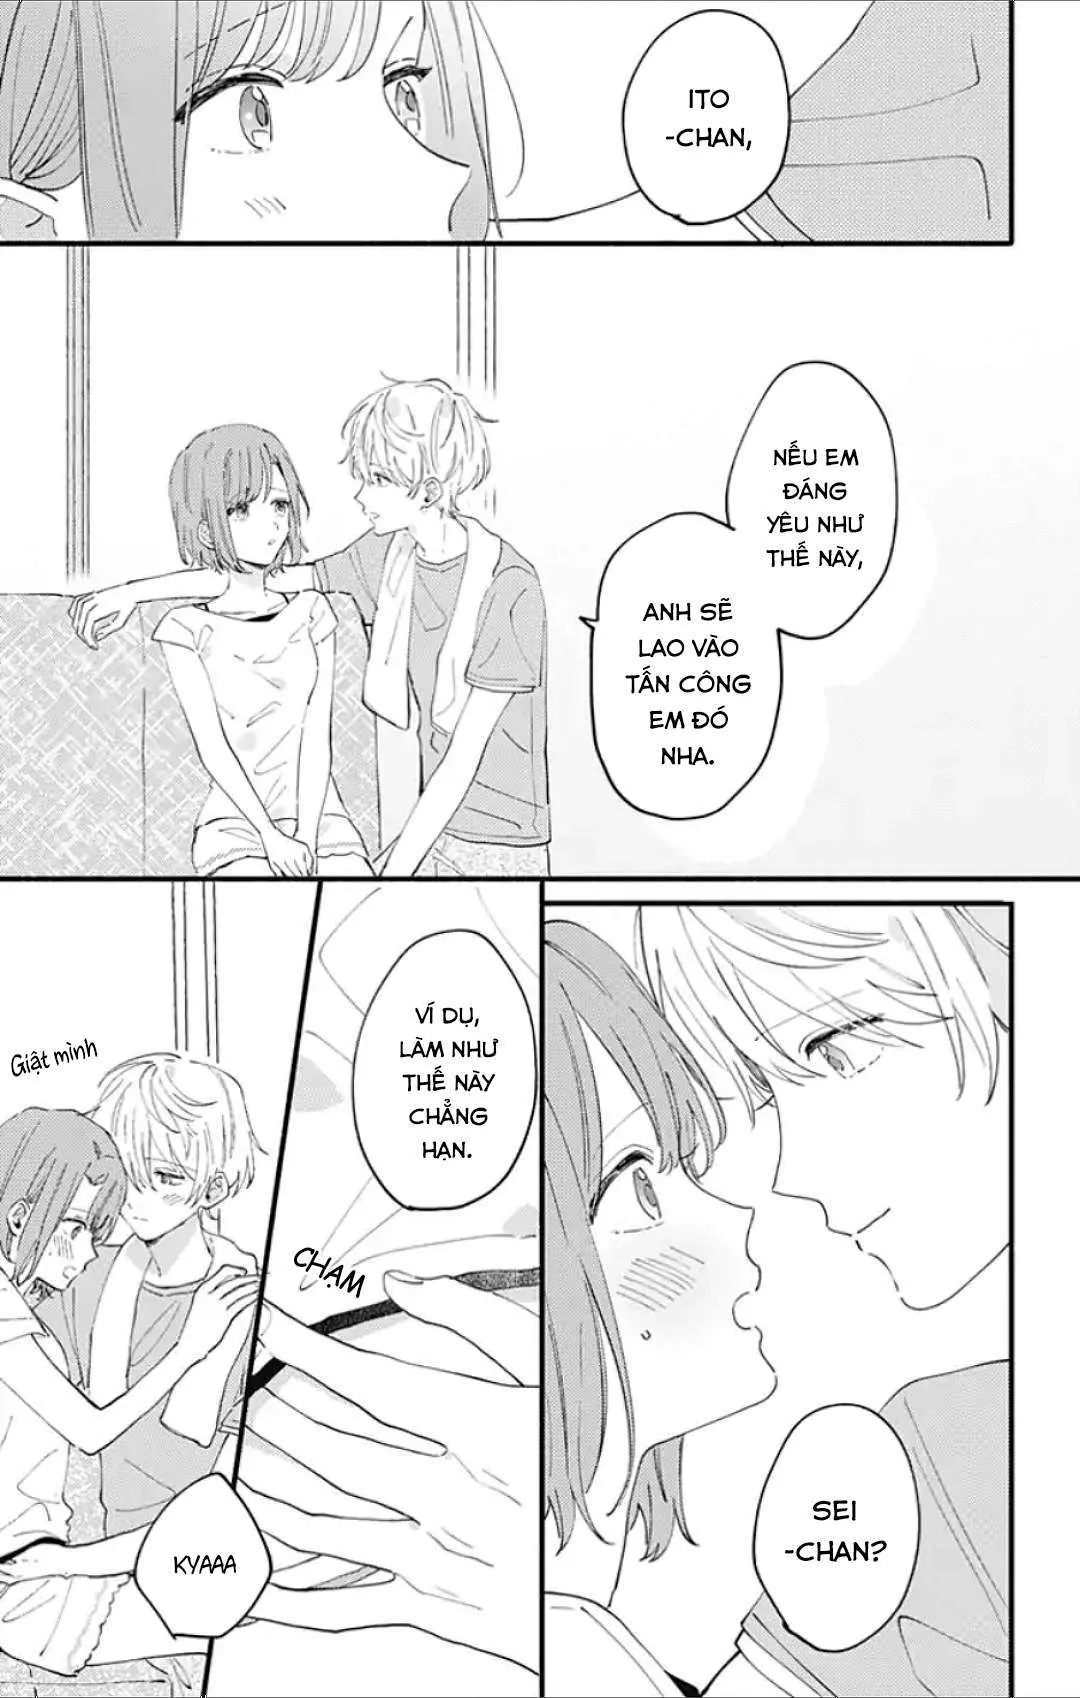 ITO
-CHAN,
NẾU EM
ĐÁNG
YÊU NHƯ
THẾ NÀY,
ANH SẼ
LAO VÀO
TẤN CÔNG
EM ĐÓ
NHA.
SEI
-CHAN?
VÍ DỤ,
LÀM NHƯ
THẾ NÀY
CHẲNG
HẠN.
CHẠM
Giật mình
KYAAA